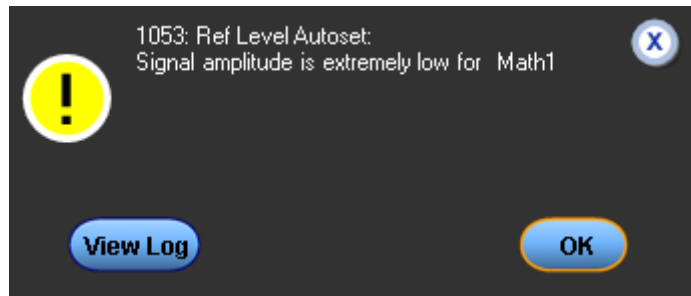 1053: Ref Level Autoset:
Signal amplitude is extremely low for  Math1
X
!
View Log
OK